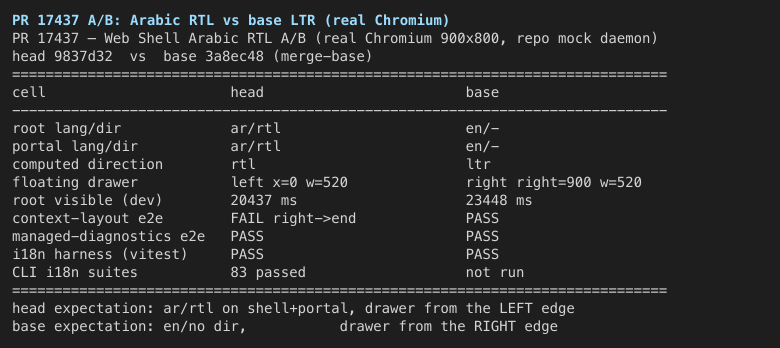 PR 17437 A/B: Arabic RTL vs base LTR (real Chromium)
PR 17437 — Web Shell Arabic RTL A/B (real Chromium 900x800, repo mock daemon)
head 9837d32  vs  base 3a8ec48 (merge-base)
================================================================================
cell                      head                        base
--------------------------------------------------------------------------------
root lang/dir             ar/rtl                      en/—
portal lang/dir           ar/rtl                      en/—
computed direction        rtl                         ltr
floating drawer           left x=0 w=520              right right=900 w=520
root visible (dev)        20437 ms                    23448 ms
context-layout e2e        FAIL right->end             PASS
managed-diagnostics e2e   PASS                        PASS
i18n harness (vitest)     PASS                        PASS
CLI i18n suites           83 passed                   not run
================================================================================
head expectation: ar/rtl on shell+portal, drawer from the LEFT edge
base expectation: en/no dir,           drawer from the RIGHT edge